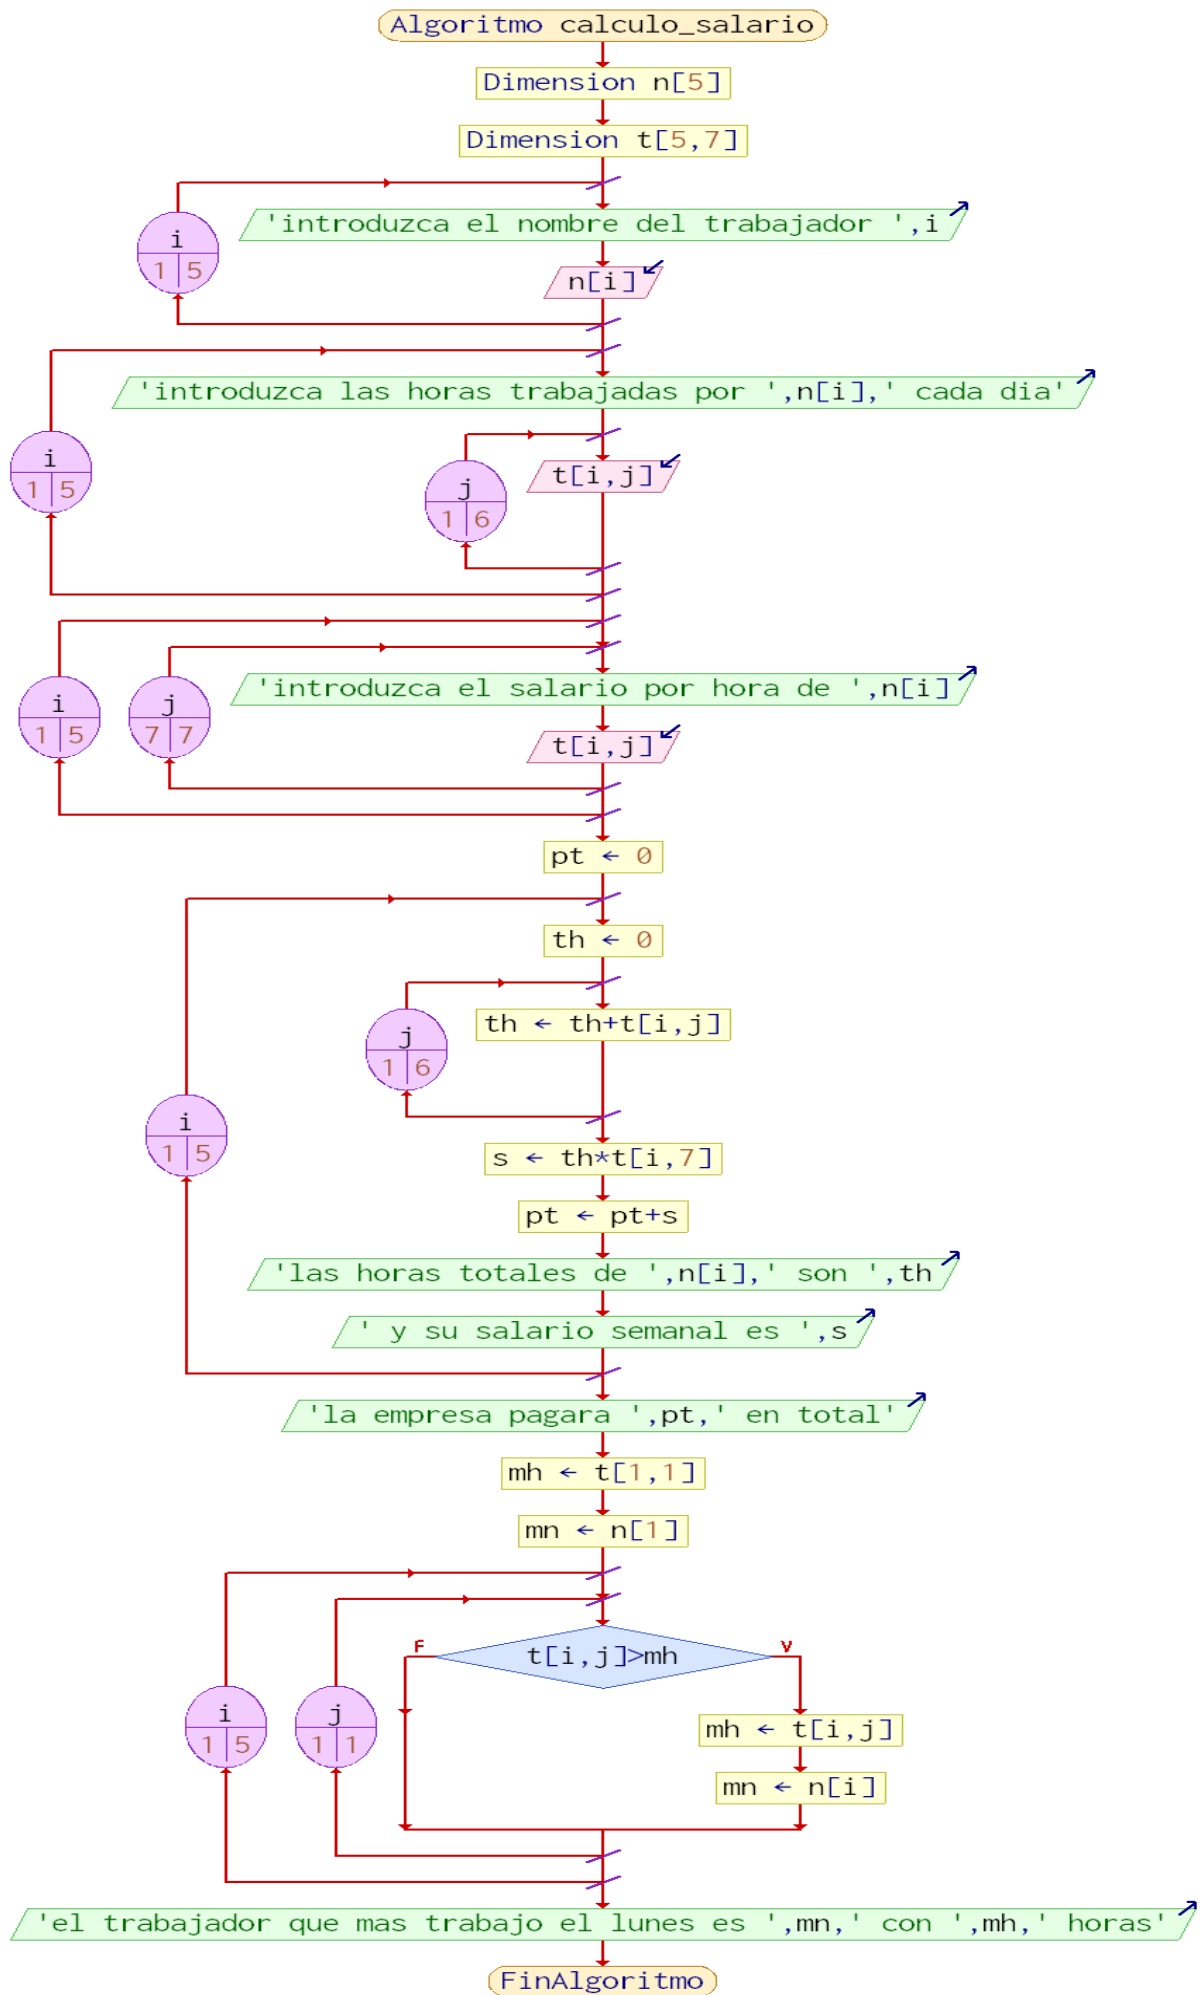 Algoritmo calculo_salario
Dimension n[5]
Dimension t[5,7]
'introduzca el nombre del trabajador ',i
i
1 5
n[i]
'introduzca las horas trabajadas por ',n[i],' cada dia'
i
1 5
j
1 6
t[i,j]
'introduzca el salario por hora de ',n[i]
i
1 5
j
7 7
t[i,j]
pt ← 0
th ← 0
th ← th+t[i,j]
j
1 6
i
1 5
s ← th*t[i,7]
pt ← pt+s
'las horas totales de ',n[i],' son ',th
' y su salario semanal es ',s
'la empresa pagara ',pt,' en total'
mh ← t[1,1]
mn ← n[1]
F
V
t[i,j]>mh
i
1 5
j
1 1
mh ← t[i,j]
mn ← n[i]
'el trabajador que mas trabajo el lunes es ',mn,' con ',mh,' horas'
FinAlgoritmo